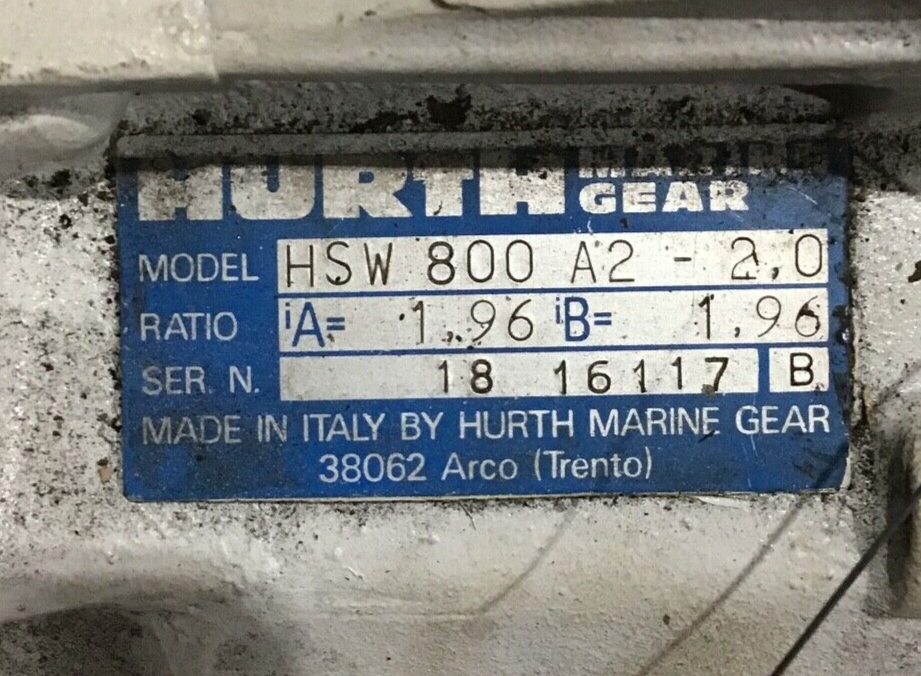 HURTH MARINE GEAR
MODEL HSW 800 A2 - 2,0
RATIO iA= 1,96 iB= 1,96
SER. N. 18 16117 B
MADE IN ITALY BY HURTH MARINE GEAR
38062 Arco (Trento)